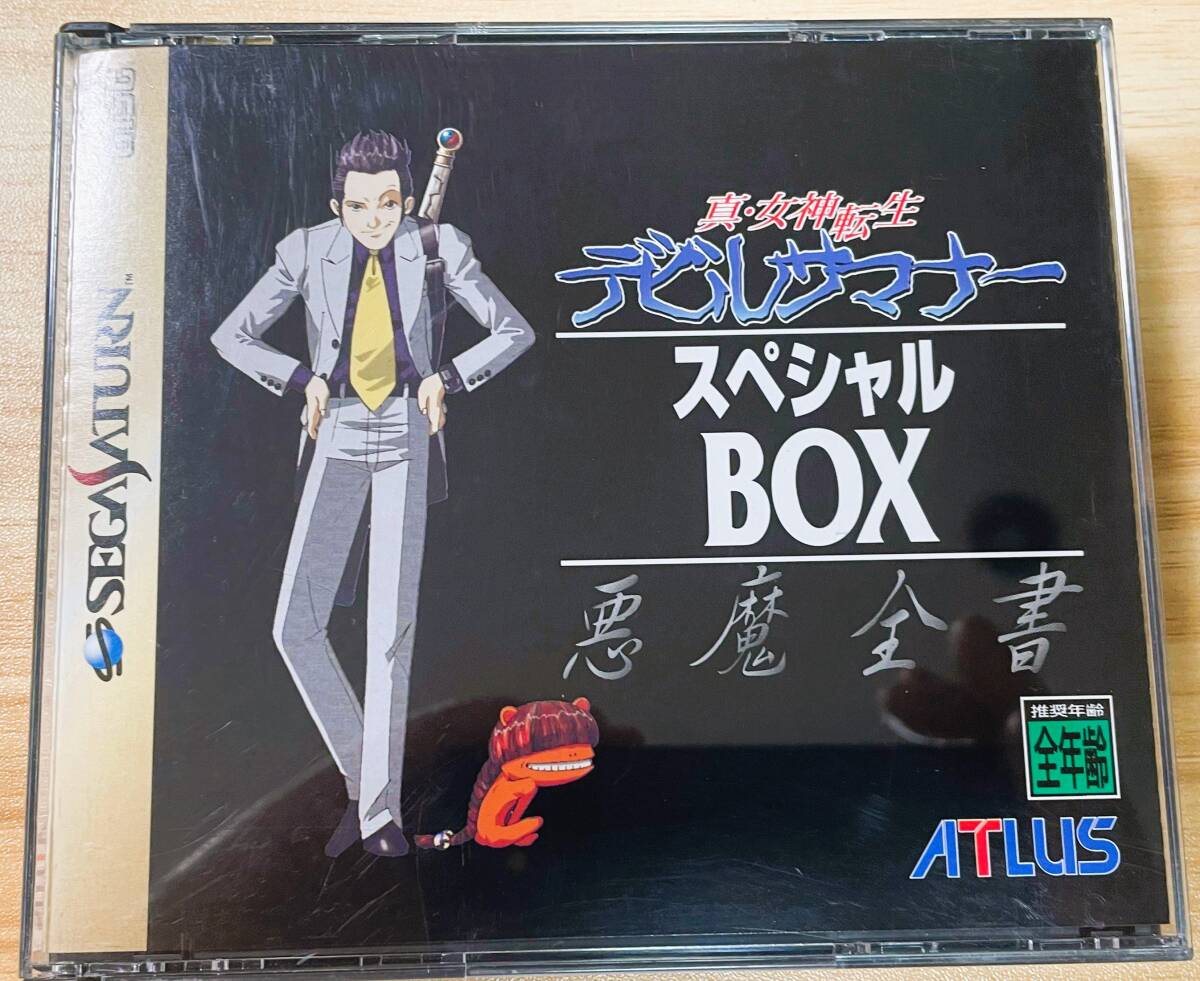 SEGA SATURN™
真・女神転生
デビルサマナー
スペシャル
BOX
悪魔全書
推奨年齢
全年齢
ATLUS